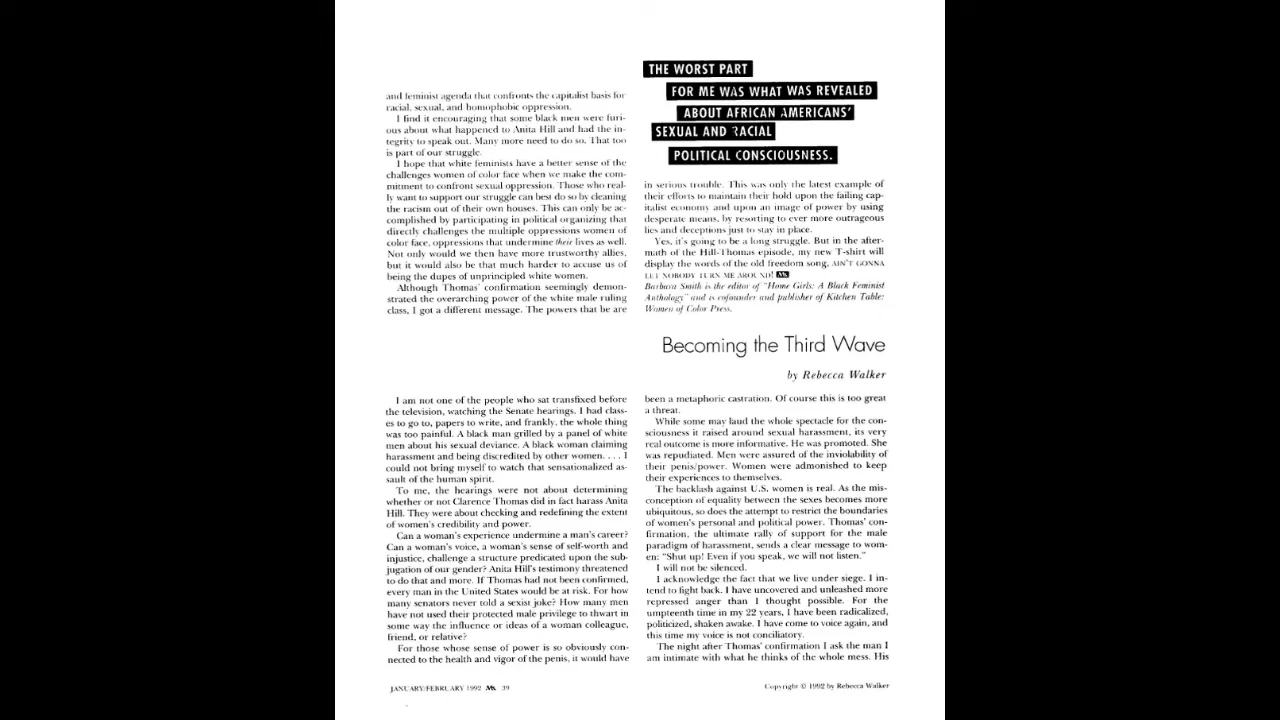 and feminist agenda that confronts the capitalist basis for
racial, sexual, and homophobic oppression.
I find it encouraging that some black men were furi-
ous about what happened to Anita Hill and had the in-
tegrity to speak out. Many more need to do so. That too
is part of our struggle.
I hope that white feminists have a better sense of the
challenges women of color face when we make the com-
mitment to confront sexual oppression. Those who real-
ly want to support our struggle can best do so by cleaning
the racism out of their own houses. This can only be ac-
complished by participating in political organizing that
directly challenges the multiple oppressions women of
color face, oppressions that undermine their lives as well.
Not only would we then have more trustworthy allies,
but it would also be that much harder to accuse us of
being the dupes of unprincipled white women.
Although Thomas' confirmation seemingly demon-
strated the overarching power of the white male ruling
class, I got a different message. The powers that be are
THE WORST PART
FOR ME WAS WHAT WAS REVEALED
ABOUT AFRICAN AMERICANS'
SEXUAL AND RACIAL
POLITICAL CONSCIOUSNESS.
in serious trouble. This was only the latest example of
their efforts to maintain their hold upon the failing cap-
italist economy and upon an image of power by using
desperate means, by resorting to ever more outrageous
lies and deceptions just to stay in place.
Yes, it's going to be a long struggle. But in the after-
math of the Hill-Thomas episode, my new T-shirt will
display the words of the old freedom song, AIN'T GONNA
LET NOBODY TURN ME AROUND! Ms.
Barbara Smith is the editor of "Home Girls: A Black Feminist
Anthology" and is cofounder and publisher of Kitchen Table:
Women of Color Press.
Becoming the Third Wave
by Rebecca Walker
I am not one of the people who sat transfixed before
the television, watching the Senate hearings. I had class-
es to go to, papers to write, and frankly, the whole thing
was too painful. A black man grilled by a panel of white
men about his sexual deviance. A black woman claiming
harassment and being discredited by other women. . . . I
could not bring myself to watch that sensationalized as-
sault of the human spirit.
To me, the hearings were not about determining
whether or not Clarence Thomas did in fact harass Anita
Hill. They were about checking and redefining the extent
of women's credibility and power.
Can a woman's experience undermine a man's career?
Can a woman's voice, a woman's sense of self-worth and
injustice, challenge a structure predicated upon the sub-
jugation of our gender? Anita Hill's testimony threatened
to do that and more. If Thomas had not been confirmed,
every man in the United States would be at risk. For how
many senators never told a sexist joke? How many men
have not used their protected male privilege to thwart in
some way the influence or ideas of a woman colleague,
friend, or relative?
For those whose sense of power is so obviously con-
nected to the health and vigor of the penis, it would have
been a metaphoric castration. Of course this is too great
a threat.
While some may laud the whole spectacle for the con-
sciousness it raised around sexual harassment, its very
real outcome is more informative. He was promoted. She
was repudiated. Men were assured of the inviolability of
their penis/power. Women were admonished to keep
their experiences to themselves.
The backlash against U.S. women is real. As the mis-
conception of equality between the sexes becomes more
ubiquitous, so does the attempt to restrict the boundaries
of women's personal and political power. Thomas' con-
firmation, the ultimate rally of support for the male
paradigm of harassment, sends a clear message to wom-
en: "Shut up! Even if you speak, we will not listen."
I will not be silenced.
I acknowledge the fact that we live under siege. I in-
tend to fight back. I have uncovered and unleashed more
repressed anger than I thought possible. For the
umpteenth time in my 22 years, I have been radicalized,
politicized, shaken awake. I have come to voice again, and
this time my voice is not conciliatory.
The night after Thomas' confirmation I ask the man I
am intimate with what he thinks of the whole mess. His
JANUARY/FEBRUARY 1992 Ms. 39
Copyright © 1992 by Rebecca Walker